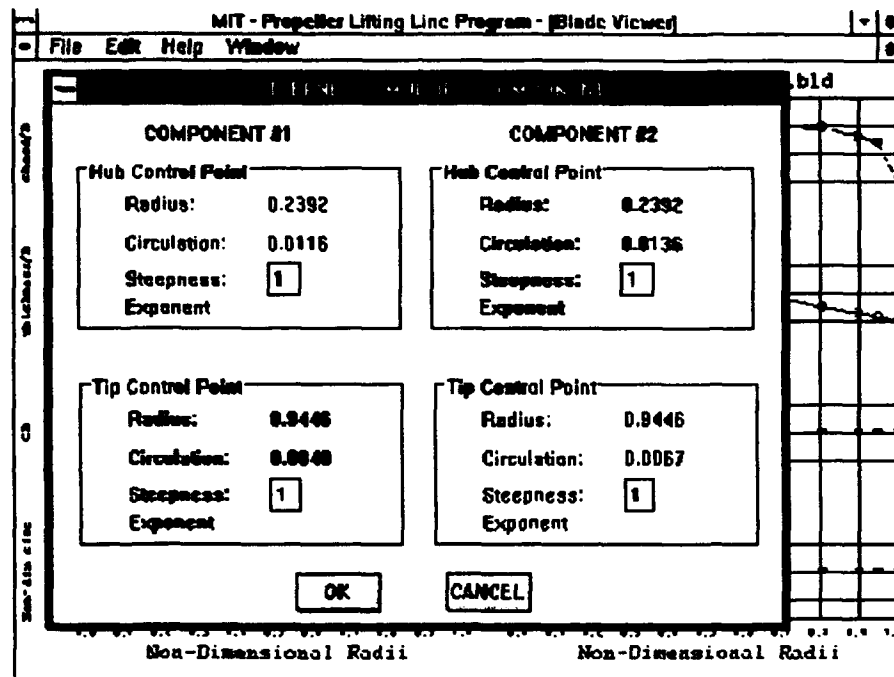 MIT - Propeller Lifting Line Program - [Blade Viewer]
File Edit Help Window
.bld
COMPONENT #1
COMPONENT #2
Hub Control Point
Radius: 0.2392
Circulation: 0.0116
Steepness: 1
Exponent
Hub Control Point
Radius: 0.2392
Circulation: 0.0136
Steepness: 1
Exponent
Tip Control Point
Radius: 0.9446
Circulation:
Steepness: 1
Exponent
Tip Control Point
Radius: 0.9446
Circulation: 0.0067
Steepness: 1
Exponent
OK
CANCEL
Non-Dimensional Radii
Non-Dimensional Radii